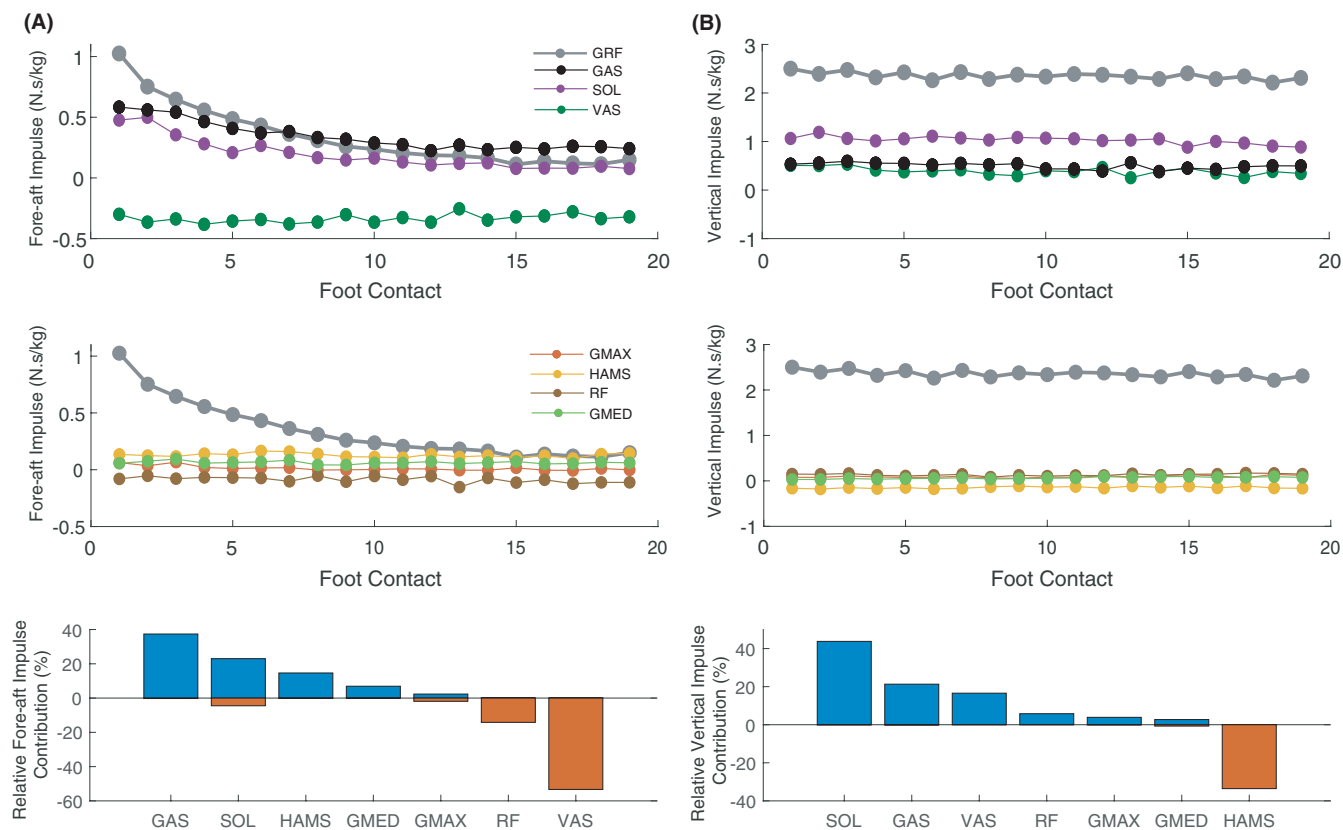 (A)
Fore-aft Impulse (N.s/kg)
1
0.5
0
-0.5
0
5
10
15
20
Foot Contact
GRF
GAS
SOL
VAS
(B)
Vertical Impulse (N.s/kg)
3
2
1
0
-1
0
5
10
15
20
Foot Contact
Fore-aft Impulse (N.s/kg)
1
0.5
0
-0.5
0
5
10
15
20
Foot Contact
GMAX
HAMS
RF
GMED
Vertical Impulse (N.s/kg)
3
2
1
0
-1
0
5
10
15
20
Foot Contact
Relative Fore-aft Impulse
Contribution (%)
40
20
0
-20
-40
-60
GAS SOL HAMS GMED GMAX RF VAS
Relative Vertical Impulse
Contribution (%)
40
20
0
-20
-40
SOL GAS VAS RF GMAX GMED HAMS